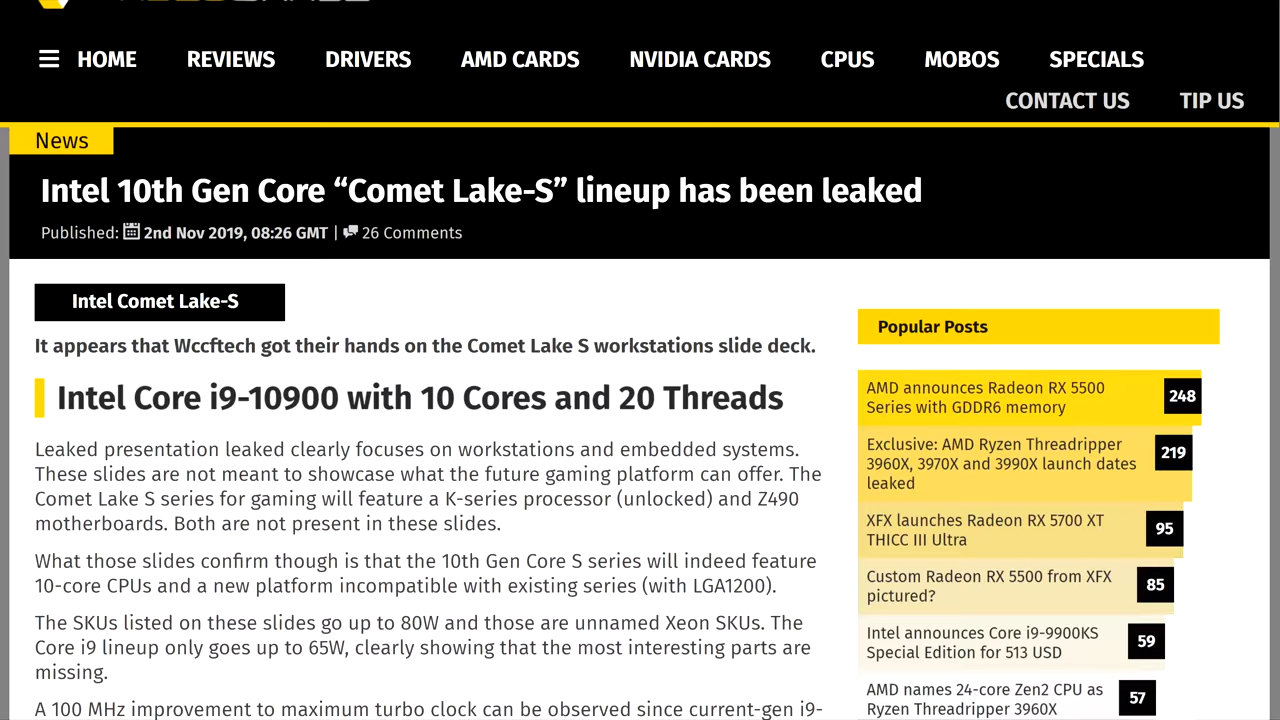 HOME REVIEWS DRIVERS AMD CARDS NVIDIA CARDS CPUS MOBOS SPECIALS
CONTACT US TIP US
News
Intel 10th Gen Core “Comet Lake-S” lineup has been leaked
Published: 2nd Nov 2019, 08:26 GMT | 26 Comments
Intel Comet Lake-S
It appears that Wccftech got their hands on the Comet Lake S workstations slide deck.
Intel Core i9-10900 with 10 Cores and 20 Threads
Leaked presentation leaked clearly focuses on workstations and embedded systems.
These slides are not meant to showcase what the future gaming platform can offer. The
Comet Lake S series for gaming will feature a K-series processor (unlocked) and Z490
motherboards. Both are not present in these slides.
What those slides confirm though is that the 10th Gen Core S series will indeed feature
10-core CPUs and a new platform incompatible with existing series (with LGA1200).
The SKUs listed on these slides go up to 80W and those are unnamed Xeon SKUs. The
Core i9 lineup only goes up to 65W, clearly showing that the most interesting parts are
missing.
A 100 MHz improvement to maximum turbo clock can be observed since current-gen i9-
Popular Posts
AMD announces Radeon RX 5500
Series with GDDR6 memory
248
Exclusive: AMD Ryzen Threadripper
3960X, 3970X and 3990X launch dates
leaked
219
XFX launches Radeon RX 5700 XT
THICC III Ultra
95
Custom Radeon RX 5500 from XFX
pictured?
85
Intel announces Core i9-9900KS
Special Edition for 513 USD
59
AMD names 24-core Zen2 CPU as
Ryzen Threadripper 3960X
57